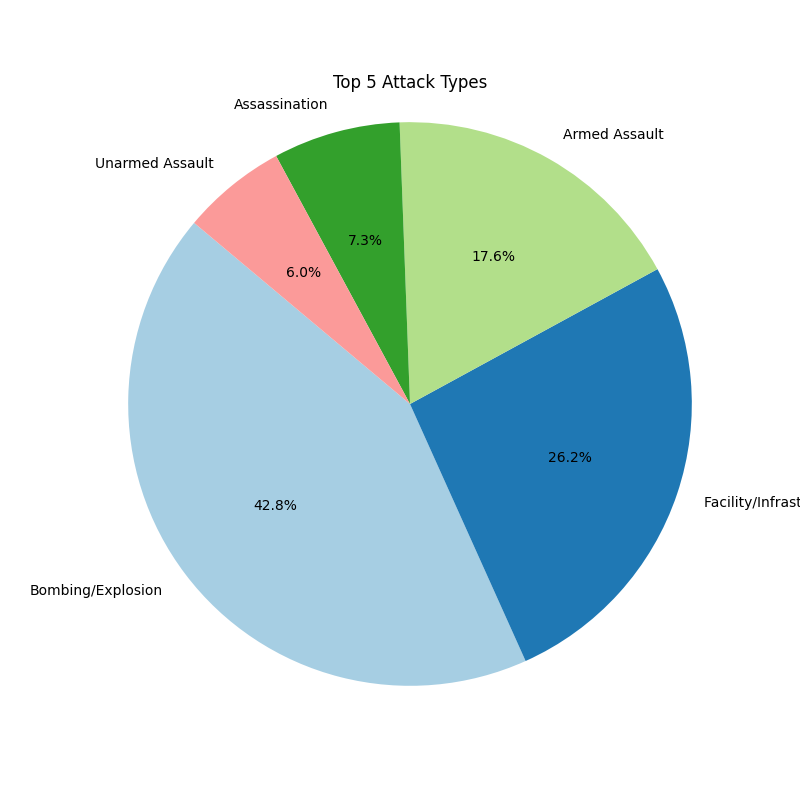 Top 5 Attack Types
Assassination
Armed Assault
Unarmed Assault
7.3%
17.6%
6.0%
26.2%
Facility/Infrast
42.8%
Bombing/Explosion